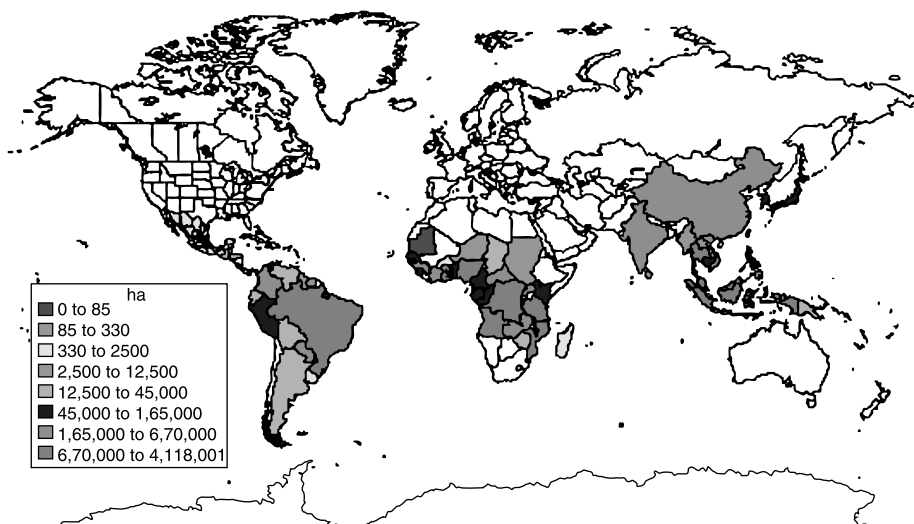 ha
0 to 85
85 to 330
330 to 2500
2,500 to 12,500
12,500 to 45,000
45,000 to 1,65,000
1,65,000 to 6,70,000
6,70,000 to 4,118,001